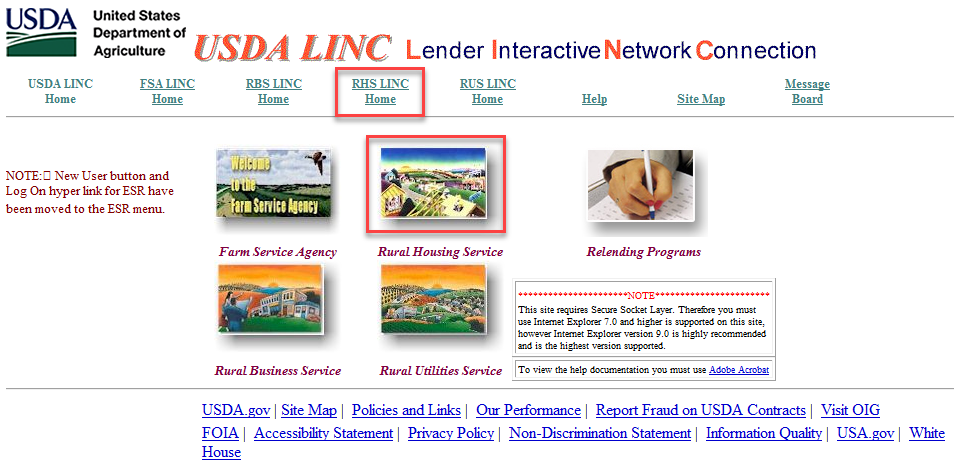 USDA
United States
Department of
Agriculture
USDA LINC Lender Interactive Network Connection
USDA LINC Home
FSA LINC Home
RBS LINC Home
RHS LINC Home
RUS LINC Home
Help
Site Map
Message Board
NOTE:▯ New User button and
Log On hyper link for ESR have
been moved to the ESR menu.
Welcome
to the
Farm Service Agency
Farm Service Agency
Rural Housing Service
Relending Programs
Rural Business Service
Rural Utilities Service
***********************NOTE************************
This site requires Secure Socket Layer. Therefore you must
use Internet Explorer 7.0 and higher is supported on this site,
however Internet Explorer version 9.0 is highly recommended
and is the highest version supported.
To view the help documentation you must use Adobe Acrobat
USDA.gov | Site Map | Policies and Links | Our Performance | Report Fraud on USDA Contracts | Visit OIG
FOIA | Accessibility Statement | Privacy Policy | Non-Discrimination Statement | Information Quality | USA.gov | White
House